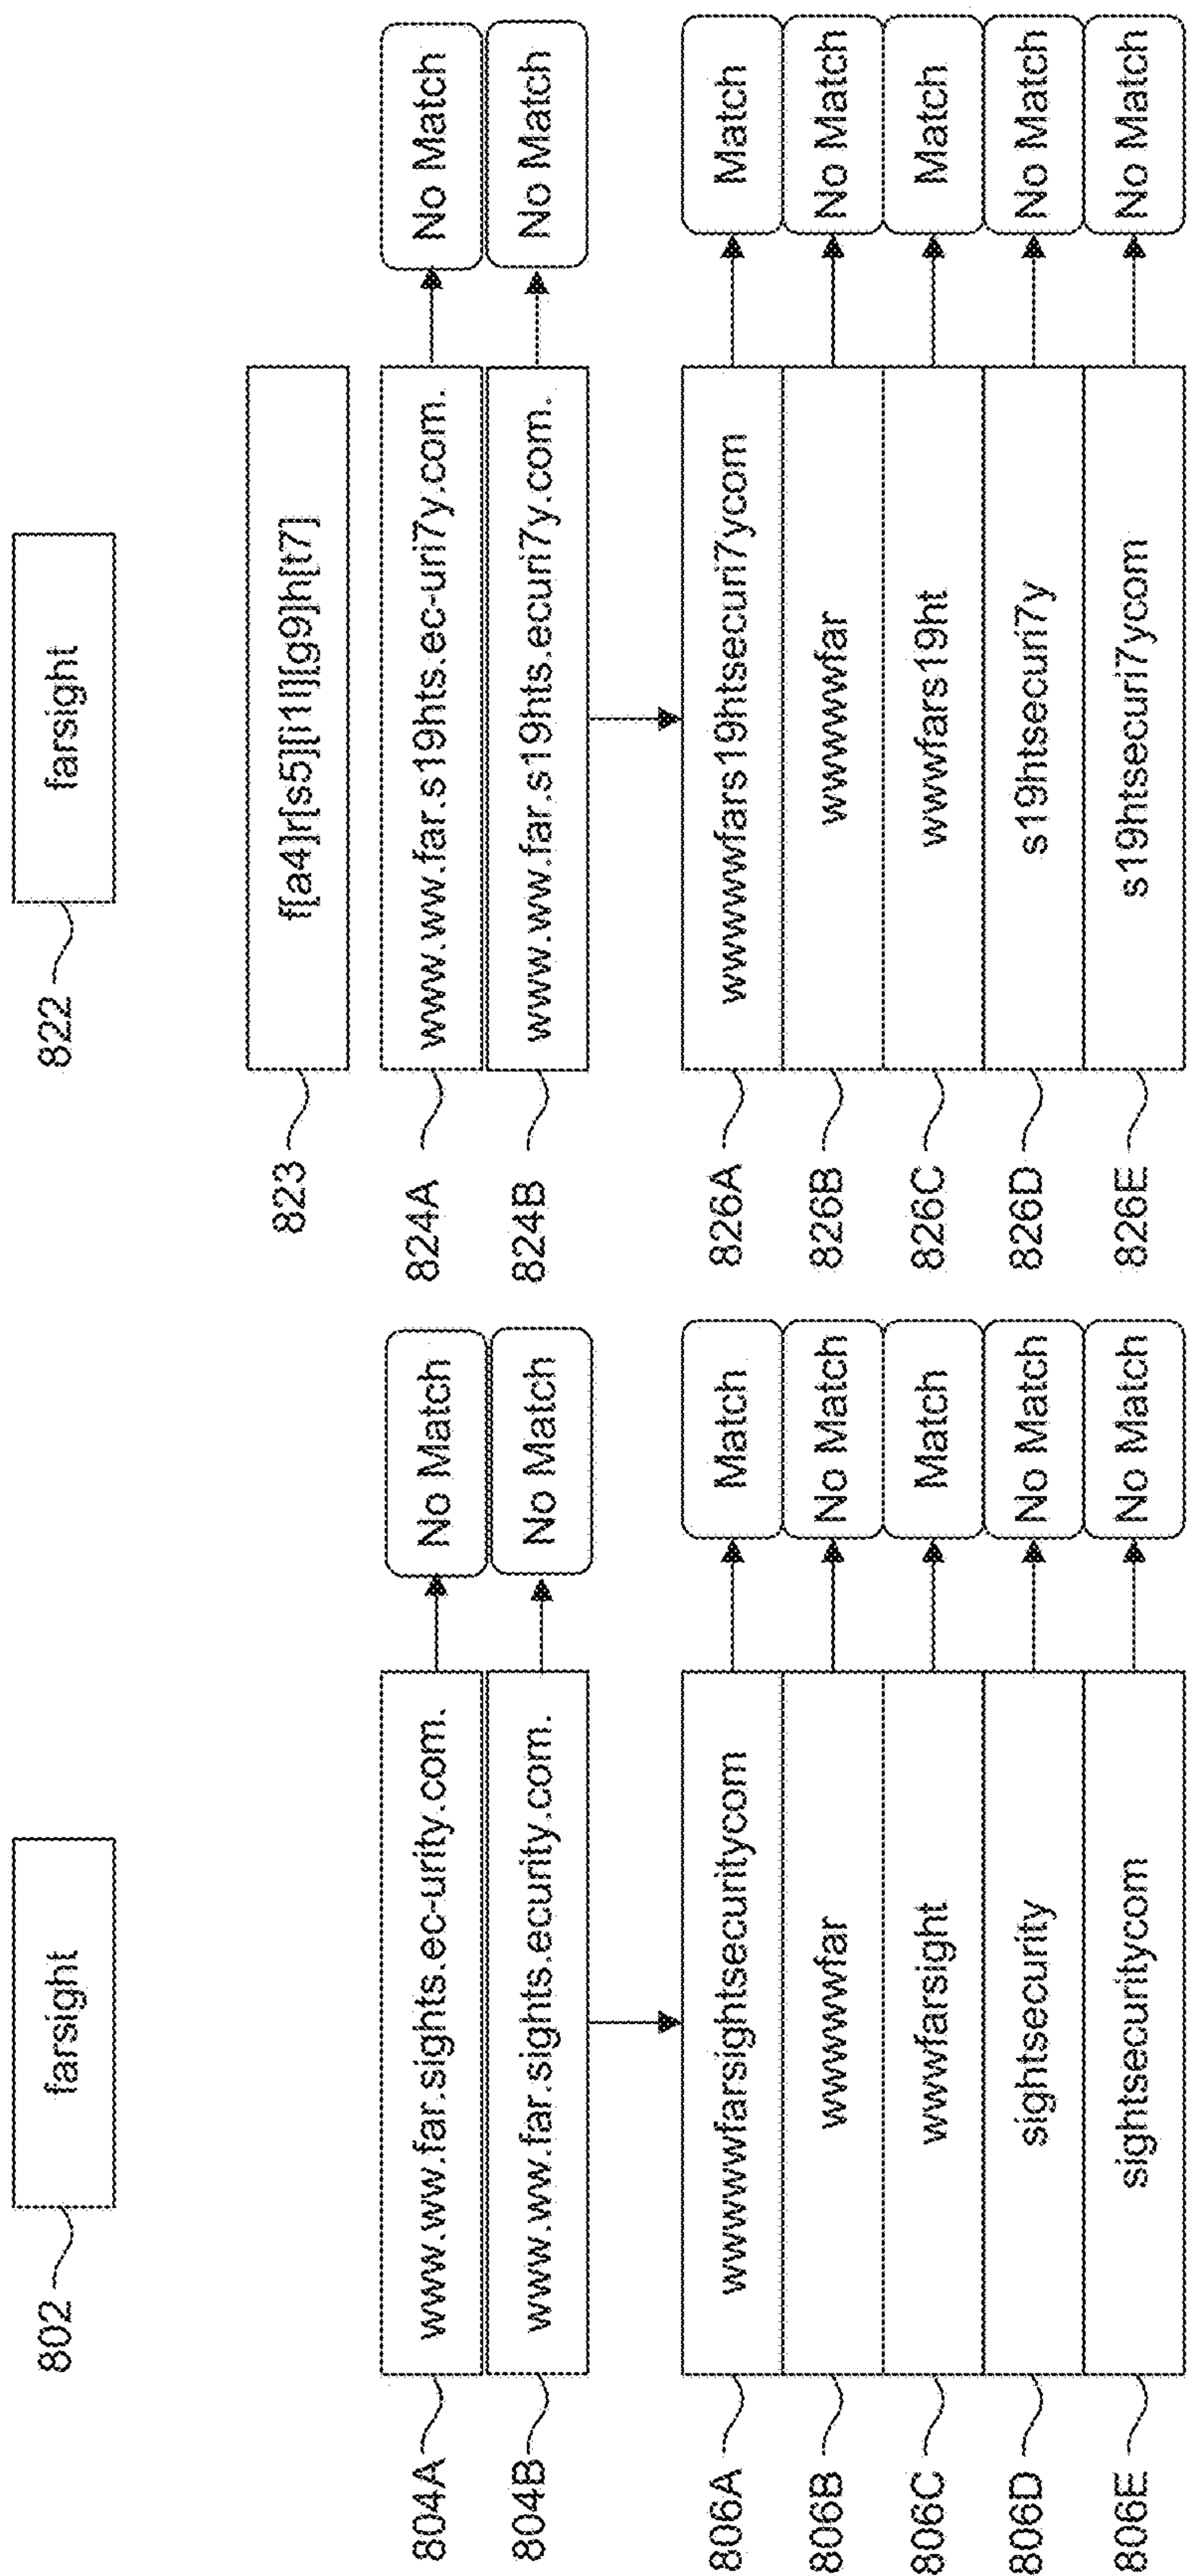 802
farsight
804A
www.ww.far.sights.ec-urity.com.
No Match
804B
www.ww.far.sights.ecurity.com.
No Match
806A
wwwwwfarsightsecuritycom
Match
806B
wwwwwfar
No Match
806C
wwwfarsight
Match
806D
sightsecurity
No Match
806E
sightsecuritycom
No Match
822
farsight
823
f[a4]r[s5][i1l][g9]h[t7]
824A
www.ww.far.s19hts.ec-uri7y.com.
No Match
824B
www.ww.far.s19hts.ecuri7y.com.
No Match
826A
wwwwwfars19htsecuri7ycom
Match
826B
wwwwwfar
No Match
826C
wwwfars19ht
Match
826D
s19htsecuri7y
No Match
826E
s19htsecuri7ycom
No Match